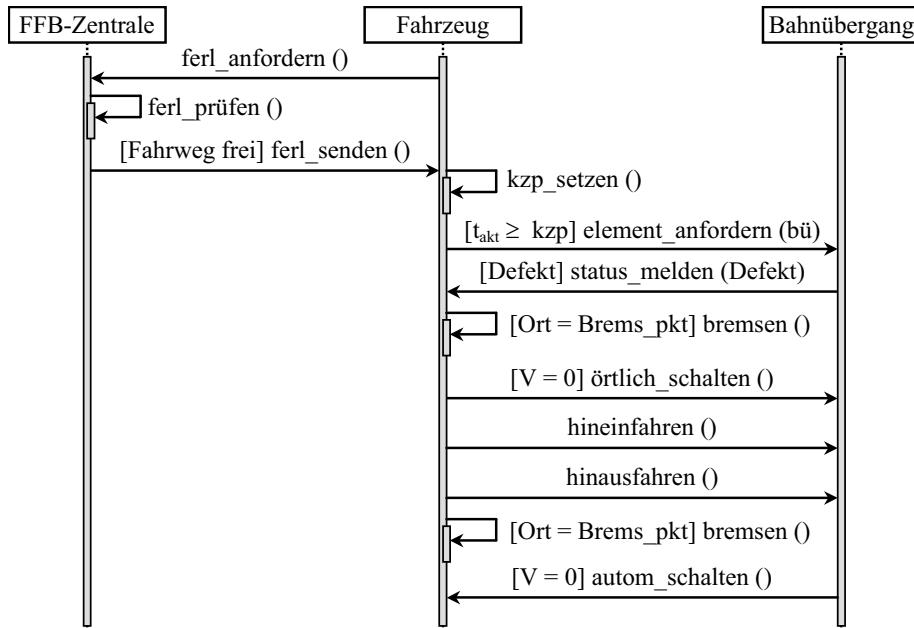 FFB-Zentrale
Fahrzeug
Bahnübergang
ferl_anfordern ()
ferl_prüfen ()
[Fahrweg frei] ferl_senden ()
kzp_setzen ()
[t_akt ≥ kzp] element_anfordern (bü)
[Defekt] status_melden (Defekt)
[Ort = Brems_pkt] bremsen ()
[V = 0] örtlich_schalten ()
hineinfahren ()
hinausfahren ()
[Ort = Brems_pkt] bremsen ()
[V = 0] autom_schalten ()